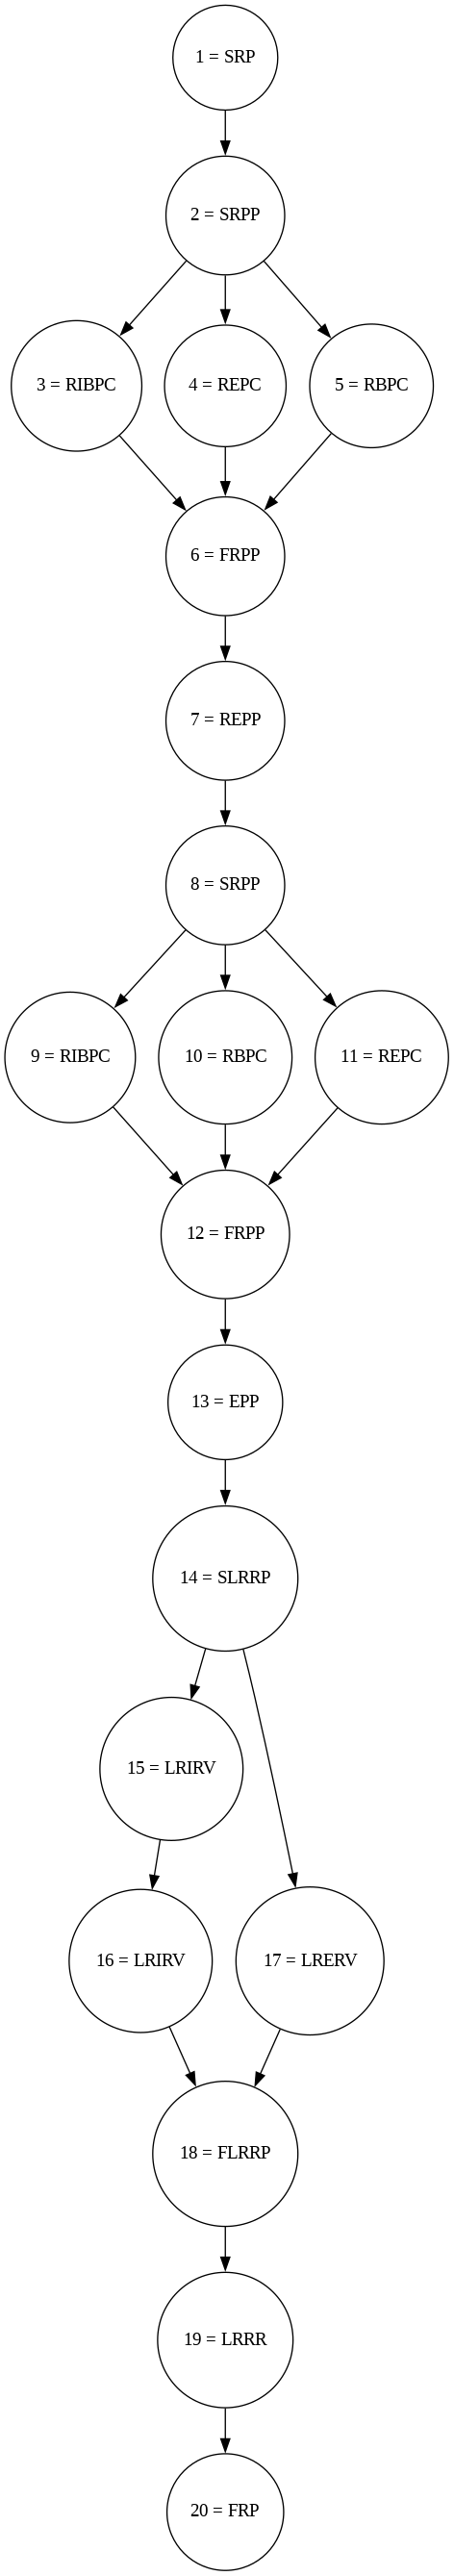 1 = SRP
2 = SRPP
3 = RIBPC
4 = REPC
5 = RBPC
6 = FRPP
7 = REPP
8 = SRPP
9 = RIBPC
10 = RBPC
11 = REPC
12 = FRPP
13 = EPP
14 = SLRRP
15 = LRIRV
16 = LRIRV
17 = LRERV
18 = FLRRP
19 = LRRR
20 = FRP